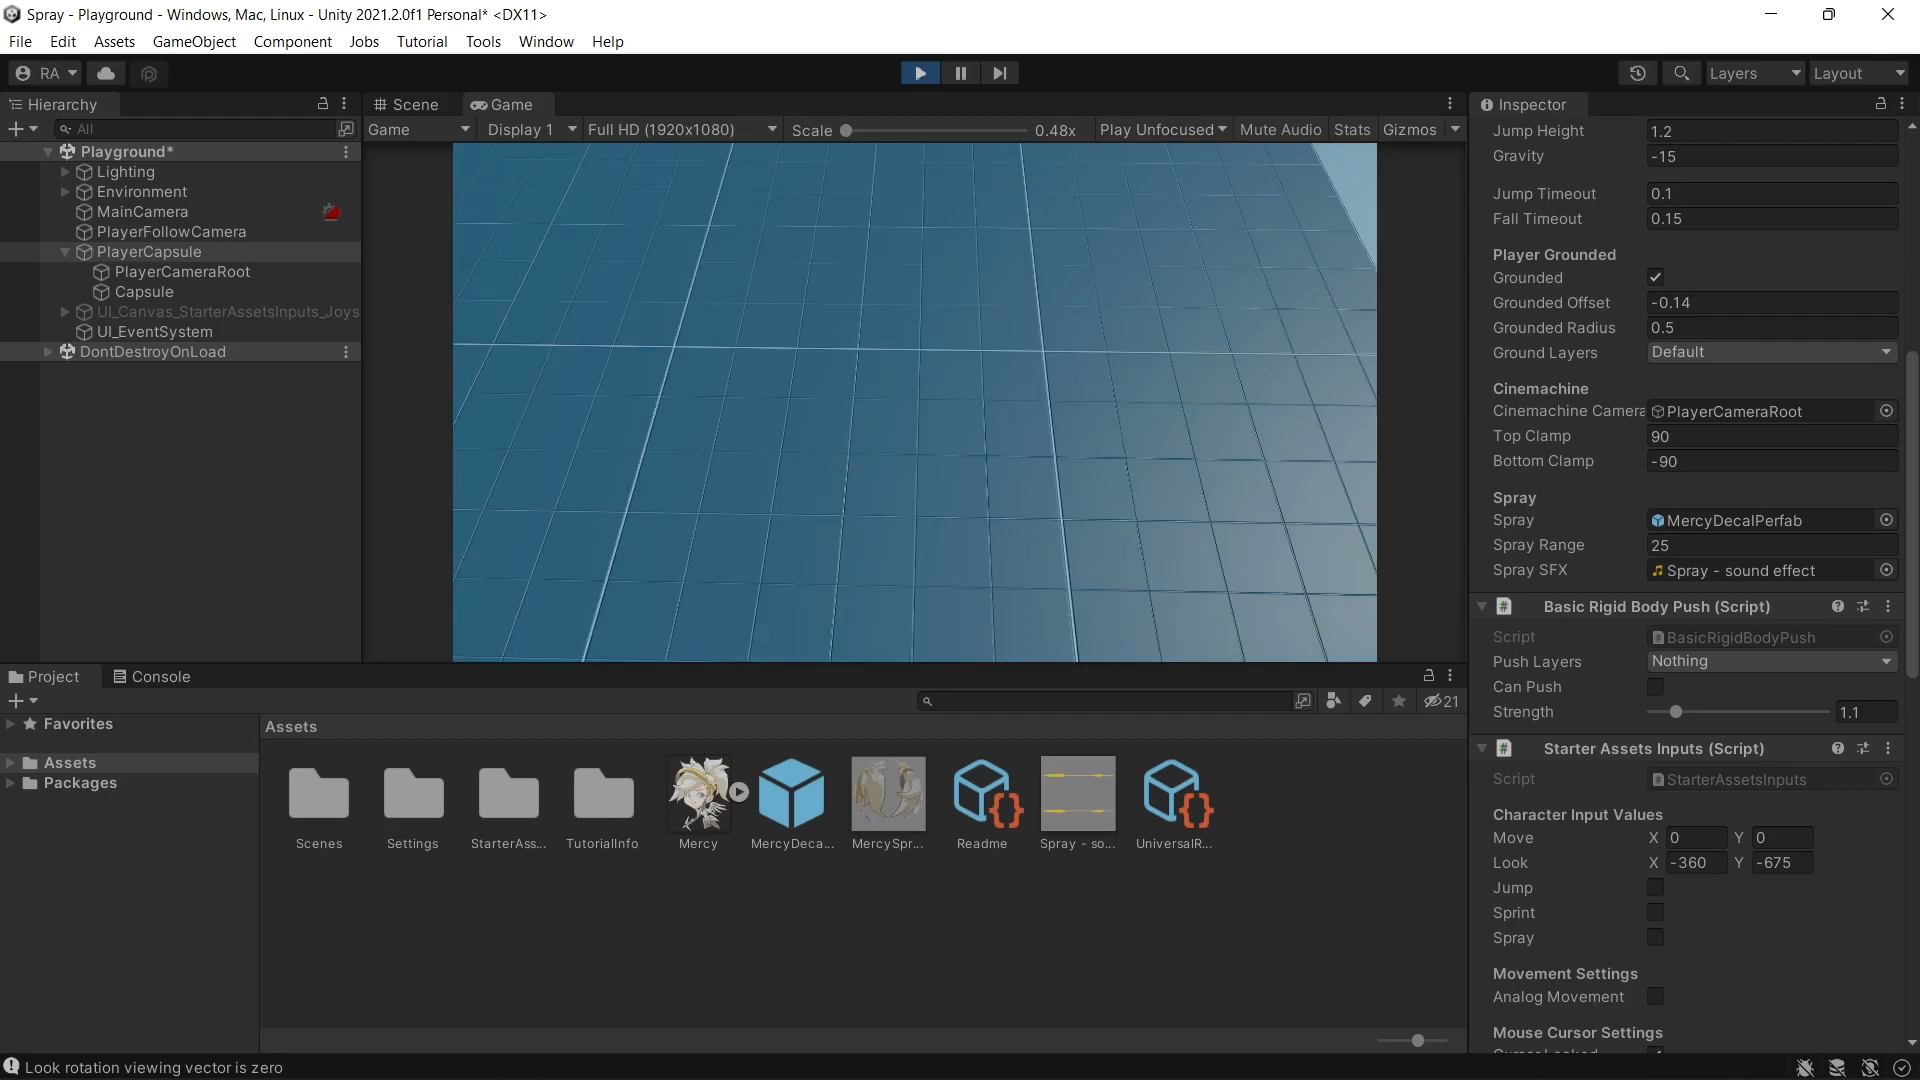 Spray - Playground - Windows, Mac, Linux - Unity 2021.2.0f1 Personal* <DX11>
File Edit Assets GameObject Component Jobs Tutorial Tools Window Help
RA Layers Layout
Hierarchy
All
Playground*
Lighting
Environment
MainCamera
PlayerFollowCamera
PlayerCapsule
PlayerCameraRoot
Capsule
UI_Canvas_StarterAssetsInputs_Joys
UI_EventSystem
DontDestroyOnLoad
Scene Game
Game Display 1 Full HD (1920x1080) Scale 0.48x Play Unfocused Mute Audio Stats Gizmos
Inspector
Jump Height 1.2
Gravity -15
Jump Timeout 0.1
Fall Timeout 0.15
Player Grounded
Grounded
Grounded Offset -0.14
Grounded Radius 0.5
Ground Layers Default
Cinemachine
Cinemachine Camera PlayerCameraRoot
Top Clamp 90
Bottom Clamp -90
Spray
Spray MercyDecalPerfab
Spray Range 25
Spray SFX Spray - sound effect
Basic Rigid Body Push (Script)
Script BasicRigidBodyPush
Push Layers Nothing
Can Push
Strength 1.1
Starter Assets Inputs (Script)
Script StarterAssetsInputs
Character Input Values
Move X 0 Y 0
Look X -360 Y -675
Jump
Sprint
Spray
Movement Settings
Analog Movement
Mouse Cursor Settings
Project Console
21
Favorites
Assets
Packages
Assets
Scenes Settings StarterAss... TutorialInfo Mercy MercyDeca... MercySpr... Readme Spray - so... UniversalR...
Look rotation viewing vector is zero